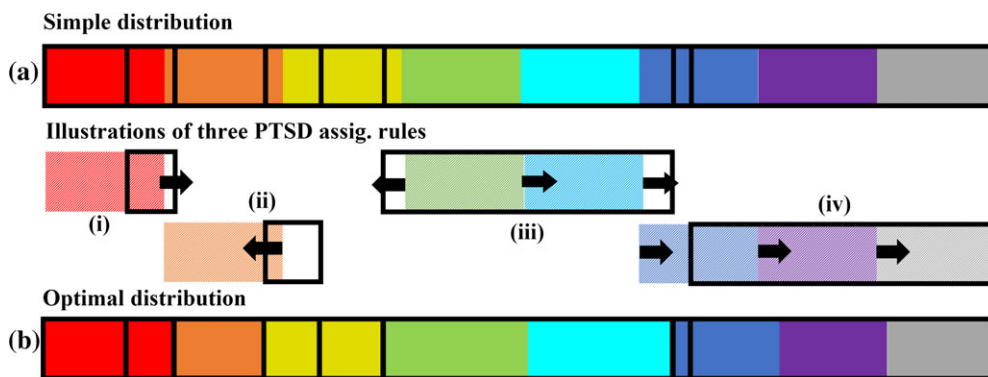 Simple distribution
(a)
Illustrations of three PTSD assig. rules
(i)
(ii)
(iii)
(iv)
Optimal distribution
(b)